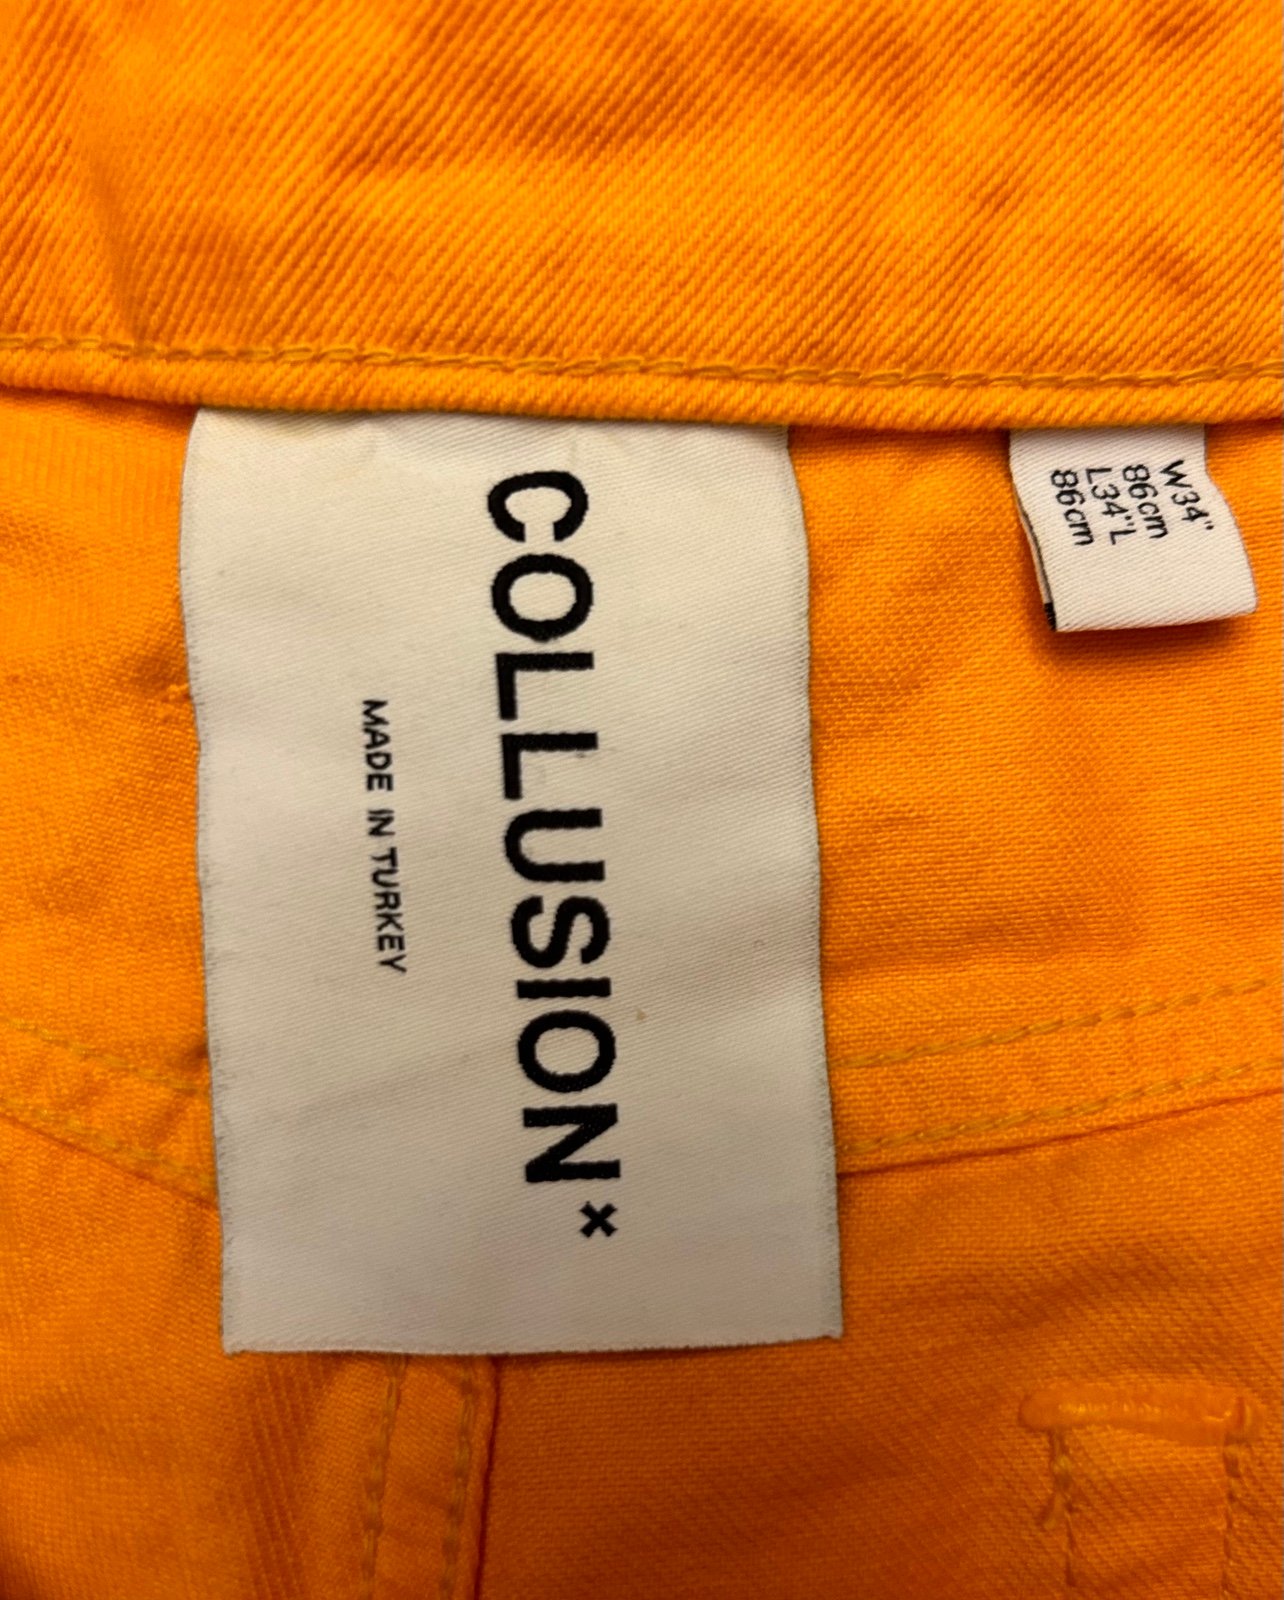 COLLUSION×
MADE IN TURKEY
W34"
86cm
L34"L
86cm